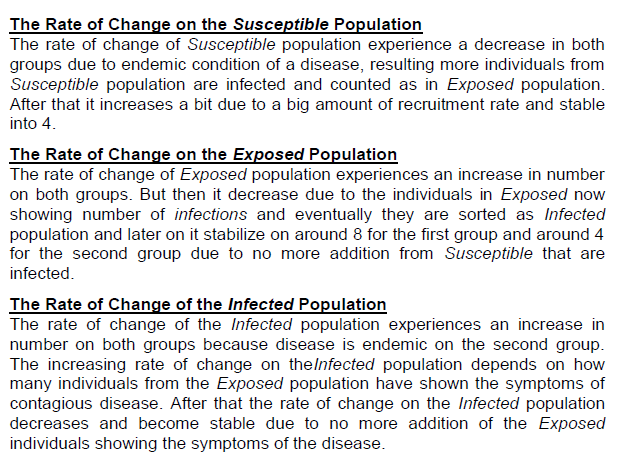 The Rate of Change on the Susceptible Population
The rate of change of Susceptible population experience a decrease in both
groups due to endemic condition of a disease, resulting more individuals from
Susceptible population are infected and counted as in Exposed population.
After that it increases a bit due to a big amount of recruitment rate and stable
into 4.
The Rate of Change on the Exposed Population
The rate of change of Exposed population experiences an increase in number
on both groups. But then it decrease due to the individuals in Exposed now
showing number of infections and eventually they are sorted as Infected
population and later on it stabilize on around 8 for the first group and around 4
for the second group due to no more addition from Susceptible that are
infected.
The Rate of Change of the Infected Population
The rate of change of the Infected population experiences an increase in
number on both groups because disease is endemic on the second group.
The increasing rate of change on theInfected population depends on how
many individuals from the Exposed population have shown the symptoms of
contagious disease. After that the rate of change on the Infected population
decreases and become stable due to no more addition of the Exposed
individuals showing the symptoms of the disease.